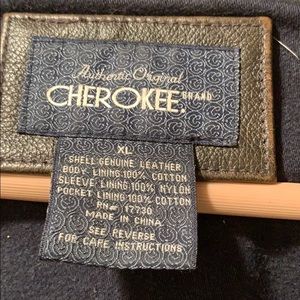 Authentic Original
CHEROKEE BRAND
XL
SHELL GENUINE LEATHER
BODY LINING 100% COTTON
SLEEVE LINING 100% NYLON
POCKET LINING 100% COTTON
RN# 17730
MADE IN CHINA
SEE REVERSE
FOR CARE INSTRUCTIONS